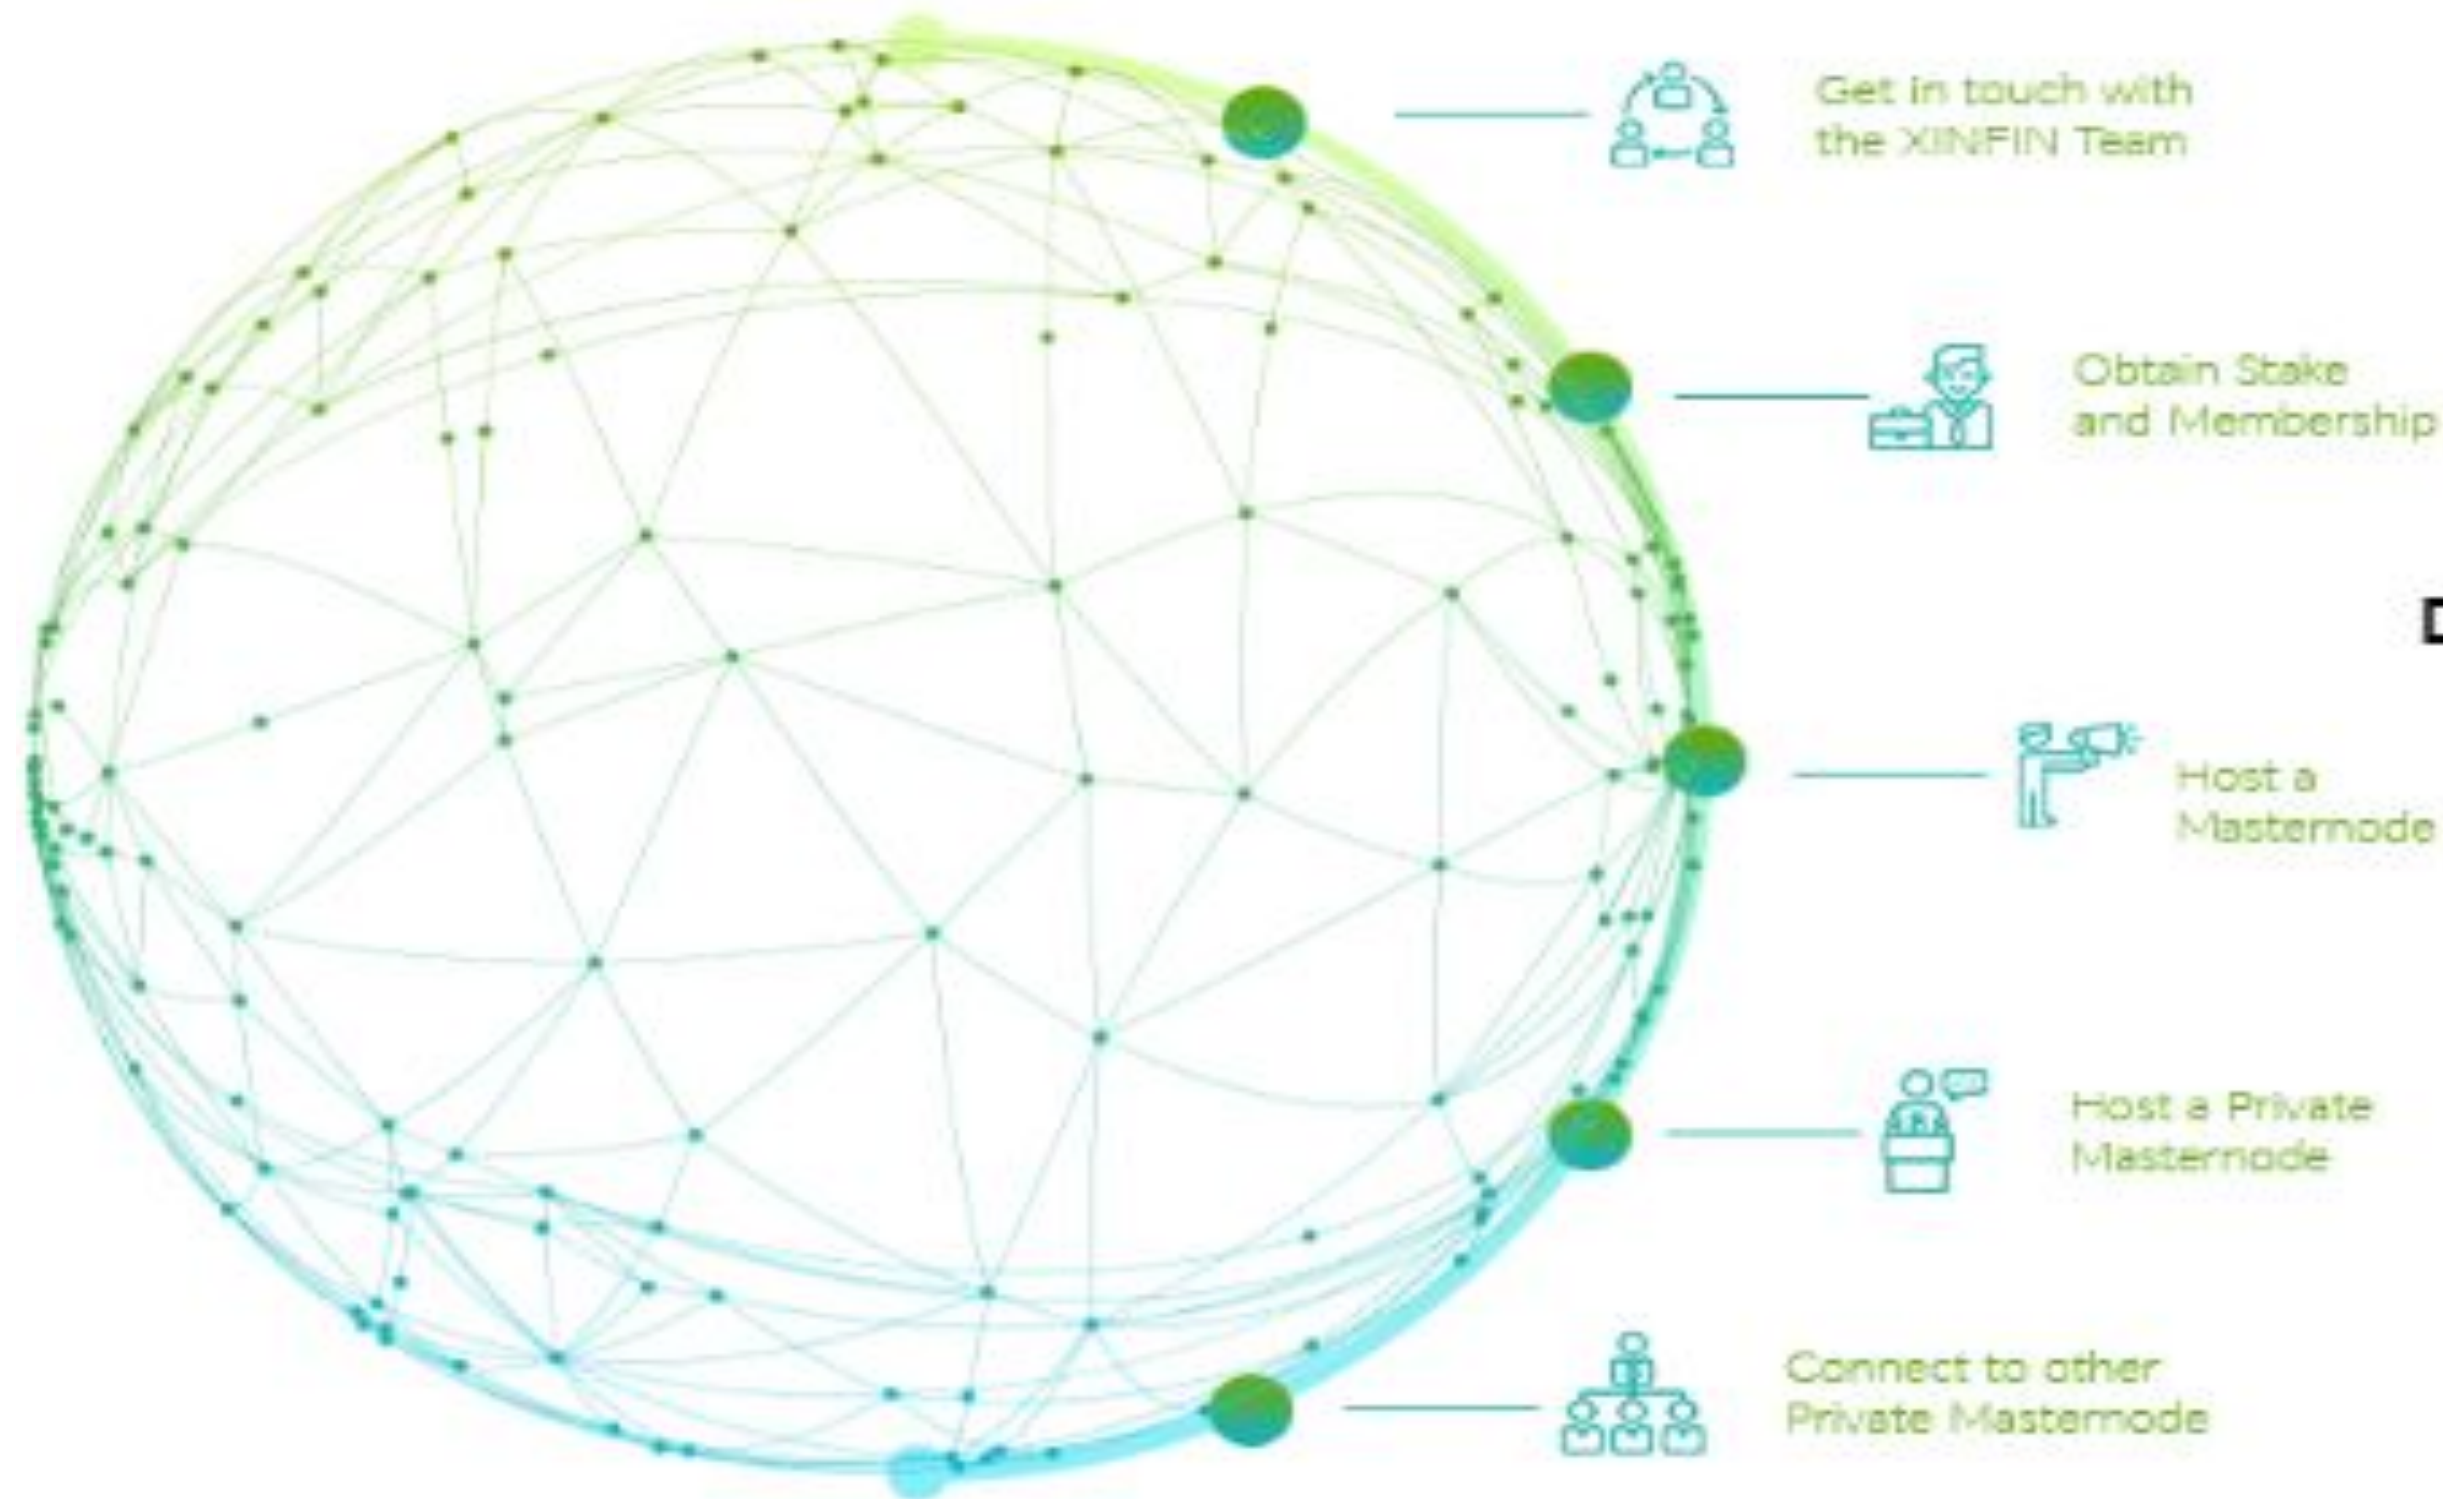 Get in touch with
the XINFIN Team
Obtain Stake
and Membership
D
Host a
Masternode
Host a Private
Masternode
Connect to other
Private Masternode